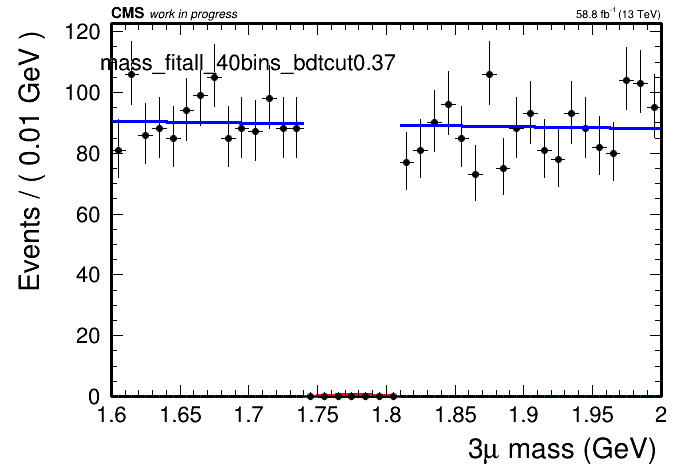 CMS work in progress
58.8 fb⁻¹ (13 TeV)
mass_fitall_40bins_bdtcut0.37
Events / ( 0.01 GeV )
120
100
80
60
40
20
0
1.6 1.65 1.7 1.75 1.8 1.85 1.9 1.95 2
3μ mass (GeV)